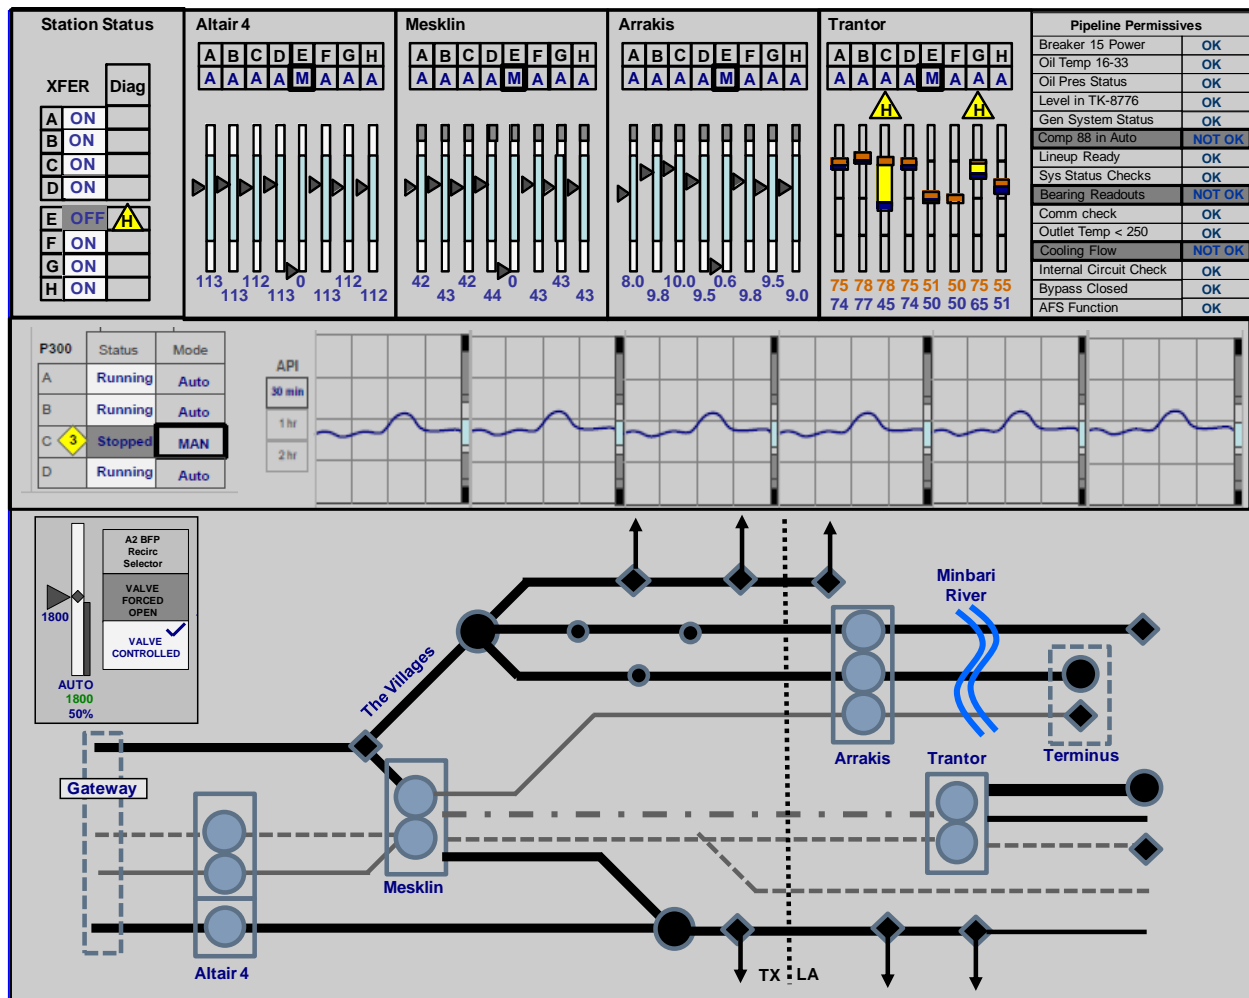 Station Status
XFER Diag
A ON
B ON
C ON
D ON
E OFF H
F ON
G ON
H ON
Altair 4
A B C D E F G H
A A A A M A A A
113 112 0 112
113 113 113 112
Mesklin
A B C D E F G H
A A A A M A A A
42 42 0 43
43 44 43 43
Arrakis
A B C D E F G H
A A A A M A A A
8.0 10.0 0.6 9.5
9.8 9.5 9.8 9.0
Trantor
A B C D E F G H
A A A A M A A A
H H
75 78 78 75 51 50 75 55
74 77 45 74 50 50 65 51
Pipeline Permissives
Breaker 15 Power OK
Oil Temp 16-33 OK
Oil Pres Status OK
Level in TK-8776 OK
Gen System Status OK
Comp 88 in Auto NOT OK
Lineup Ready OK
Sys Status Checks OK
Bearing Readouts NOT OK
Comm check OK
Outlet Temp < 250 OK
Cooling Flow NOT OK
Internal Circuit Check OK
Bypass Closed OK
AFS Function OK
P300 Status Mode
A Running Auto
B Running Auto
C 3 Stopped MAN
D Running Auto
API
30 min
1 hr
2 hr
A2 BFP
Recirc
Selector
VALVE
FORCED
OPEN
VALVE
CONTROLLED
1800
AUTO
1800
50%
The Villages
Minbari
River
Arrakis
Trantor
Terminus
Gateway
Mesklin
Altair 4
TX LA